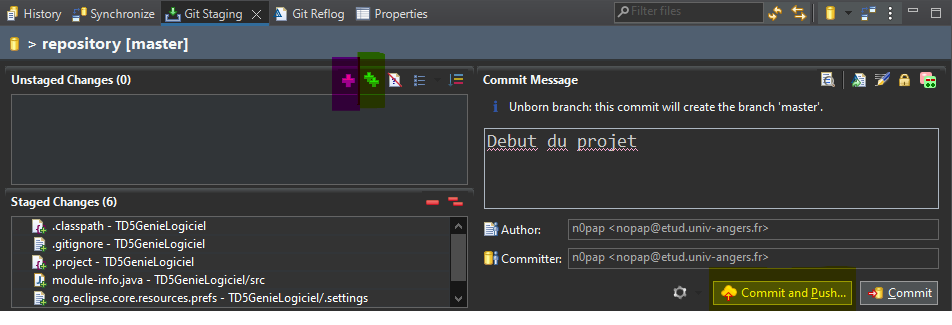 History Synchronize Git Staging Git Reflog Properties Filter files
> repository [master]
Unstaged Changes (0)
Staged Changes (6)
.classpath - TD5GenieLogiciel
.gitignore - TD5GenieLogiciel
.project - TD5GenieLogiciel
module-info.java - TD5GenieLogiciel/src
org.eclipse.core.resources.prefs - TD5GenieLogiciel/.settings
Commit Message
Unborn branch: this commit will create the branch 'master'.
Debut du projet
Author: n0pap <nopap@etud.univ-angers.fr>
Committer: n0pap <nopap@etud.univ-angers.fr>
Commit and Push... Commit